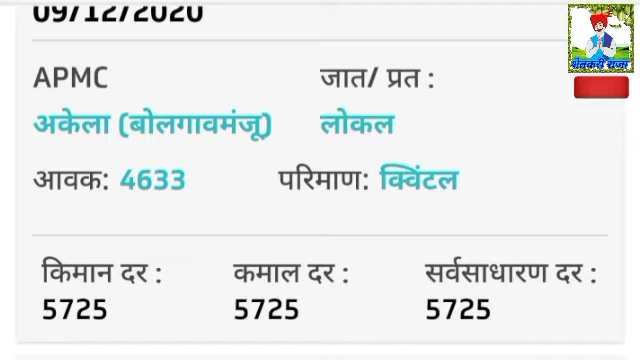 09/12/2020
APMC जात/ प्रत :
अकेला (बोलगावमंजू) लोकल
आवक: 4633 परिमाण: क्विंटल
किमान दर : कमाल दर : सर्वसाधारण दर :
5725 5725 5725
शेतकरी राजा